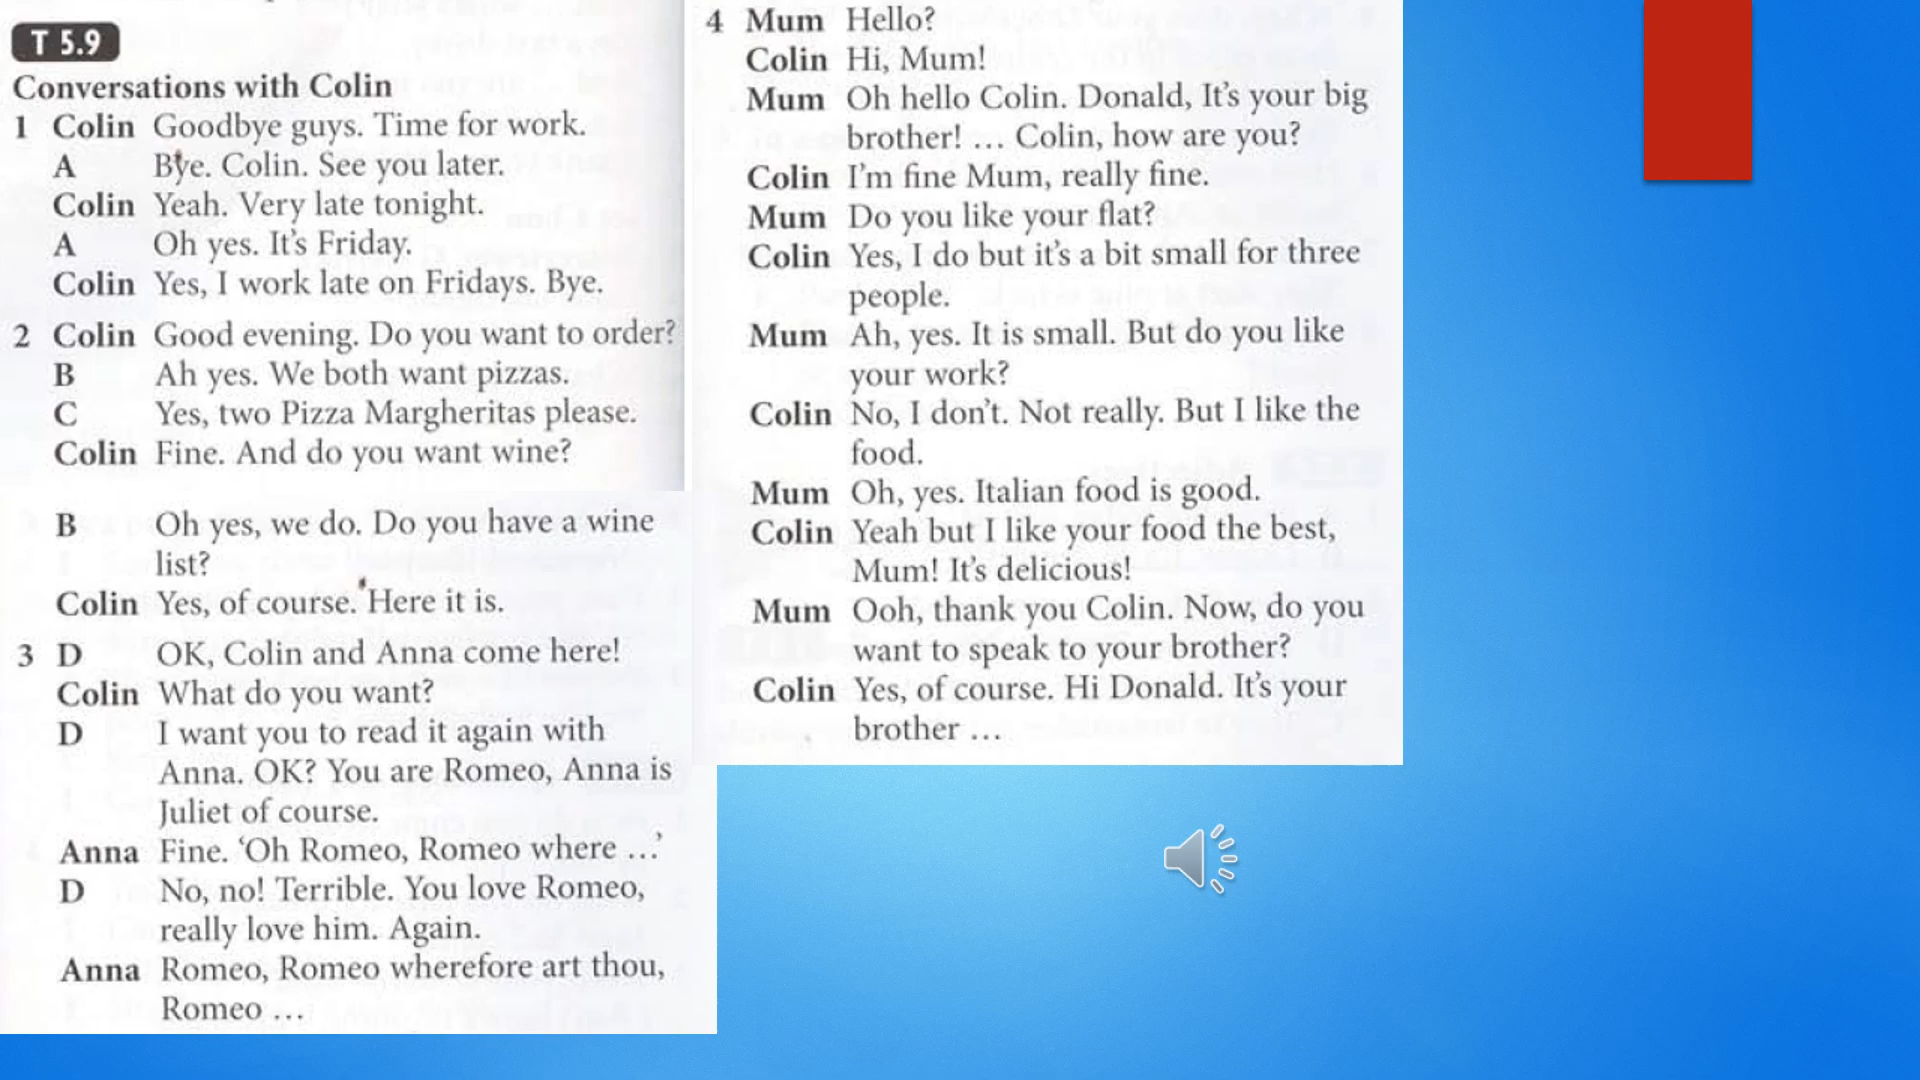 T 5.9
Conversations with Colin
1 Colin Goodbye guys. Time for work.
A Bye. Colin. See you later.
Colin Yeah. Very late tonight.
A Oh yes. It's Friday.
Colin Yes, I work late on Fridays. Bye.
2 Colin Good evening. Do you want to order?
B Ah yes. We both want pizzas.
C Yes, two Pizza Margheritas please.
Colin Fine. And do you want wine?
B Oh yes, we do. Do you have a wine
list?
Colin Yes, of course. Here it is.
3 D OK, Colin and Anna come here!
Colin What do you want?
D I want you to read it again with
Anna. OK? You are Romeo, Anna is
Juliet of course.
Anna Fine. ‘Oh Romeo, Romeo where …’
D No, no! Terrible. You love Romeo,
really love him. Again.
Anna Romeo, Romeo wherefore art thou,
Romeo …
4 Mum Hello?
Colin Hi, Mum!
Mum Oh hello Colin. Donald, It's your big
brother! … Colin, how are you?
Colin I'm fine Mum, really fine.
Mum Do you like your flat?
Colin Yes, I do but it's a bit small for three
people.
Mum Ah, yes. It is small. But do you like
your work?
Colin No, I don't. Not really. But I like the
food.
Mum Oh, yes. Italian food is good.
Colin Yeah but I like your food the best,
Mum! It's delicious!
Mum Ooh, thank you Colin. Now, do you
want to speak to your brother?
Colin Yes, of course. Hi Donald. It's your
brother …